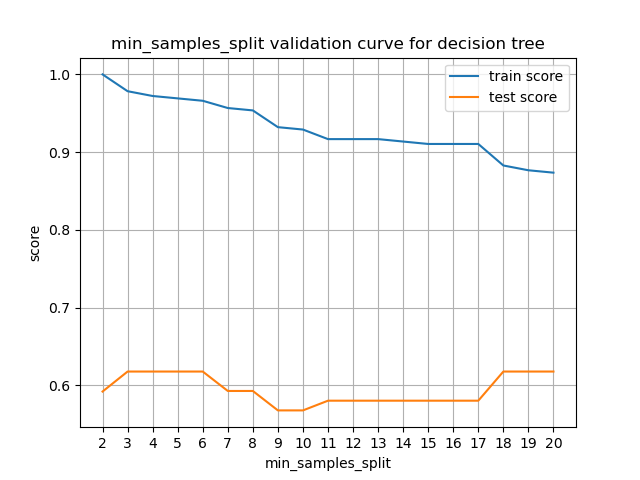 min_samples_split validation curve for decision tree
train score
test score
1.0
0.9
0.8
0.7
0.6
score
2 3 4 5 6 7 8 9 10 11 12 13 14 15 16 17 18 19 20
min_samples_split